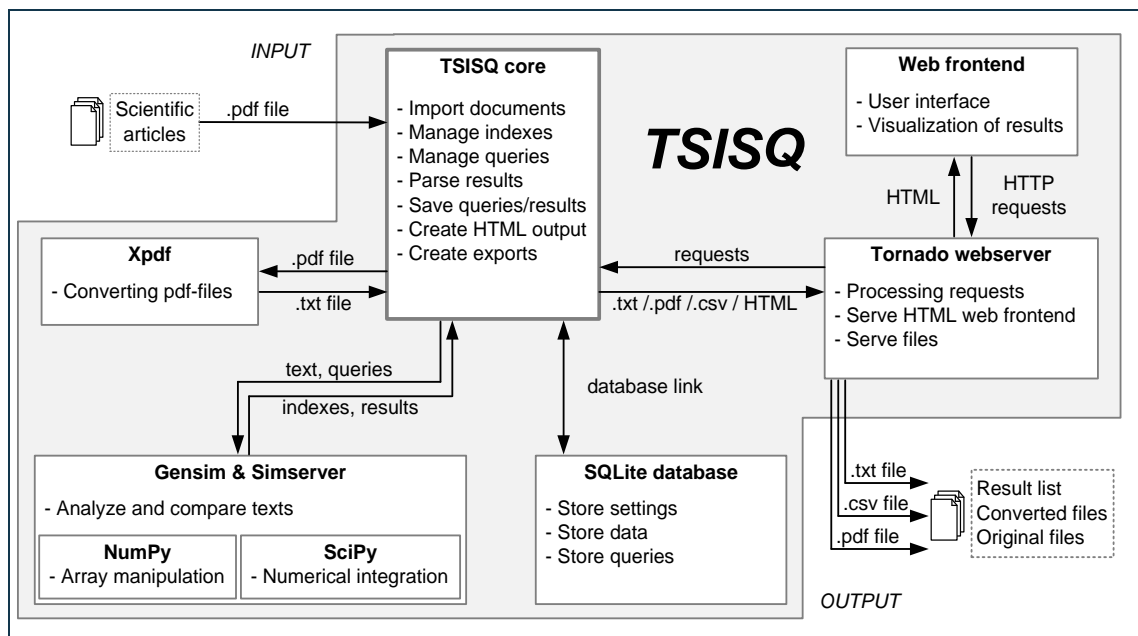 INPUT
Scientific
articles
.pdf file
TSISQ core
- Import documents
- Manage indexes
- Manage queries
- Parse results
- Save queries/results
- Create HTML output
- Create exports
TSISQ
Web frontend
- User interface
- Visualization of results
HTML
HTTP
requests
Xpdf
- Converting pdf-files
.pdf file
.txt file
requests
.txt /.pdf /.csv / HTML
Tornado webserver
- Processing requests
- Serve HTML web frontend
- Serve files
text, queries
indexes, results
database link
Gensim & Simserver
- Analyze and compare texts
NumPy
- Array manipulation
SciPy
- Numerical integration
SQLite database
- Store settings
- Store data
- Store queries
.txt file
.csv file
.pdf file
Result list
Converted files
Original files
OUTPUT